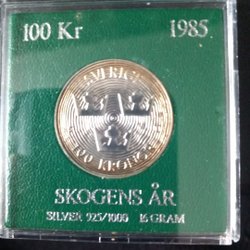 100 Kr 1985
SVERIGE
100 KRONOR
SKOGENS ÅR
SILVER 925/1000 16 GRAM